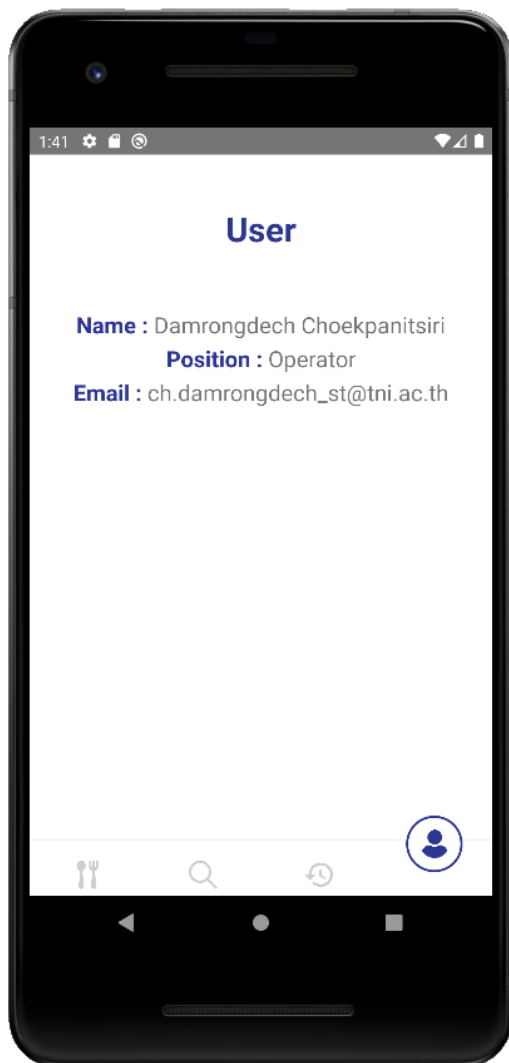 1:41
User
Name : Damrongdech Choekpanitsiri
Position : Operator
Email : ch.damrongdech_st@tni.ac.th